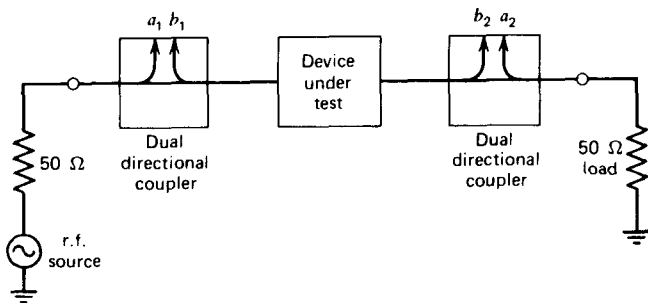 a1 b1
b2 a2
Device
under
test
Dual
directional
coupler
Dual
directional
coupler
50 Ω
50 Ω
load
r.f.
source